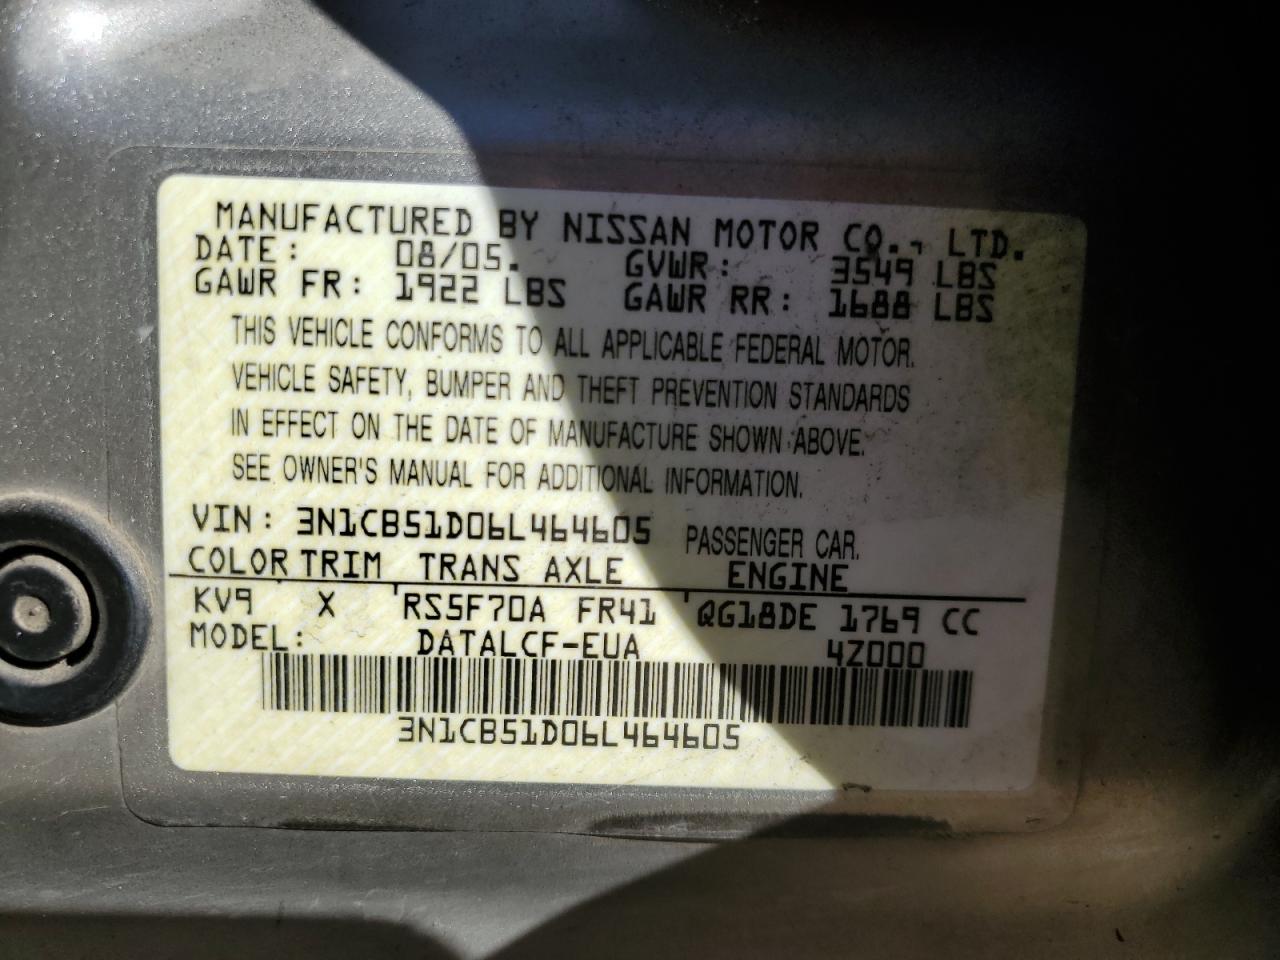 MANUFACTURED BY NISSAN MOTOR CO., LTD.
DATE: 08/05. GVWR: 3549 LBS
GAWR FR: 1922 LBS GAWR RR: 1688 LBS
THIS VEHICLE CONFORMS TO ALL APPLICABLE FEDERAL MOTOR.
VEHICLE SAFETY, BUMPER AND THEFT PREVENTION STANDARDS
IN EFFECT ON THE DATE OF MANUFACTURE SHOWN ABOVE.
SEE OWNER'S MANUAL FOR ADDITIONAL INFORMATION.
VIN: 3N1CB51D06L464605 PASSENGER CAR.
COLOR TRIM TRANS AXLE ENGINE
KV9 X RS5F70A FR41 QG18DE 1769 CC
MODEL: DATALCF-EUA 4Z000
3N1CB51D06L464605